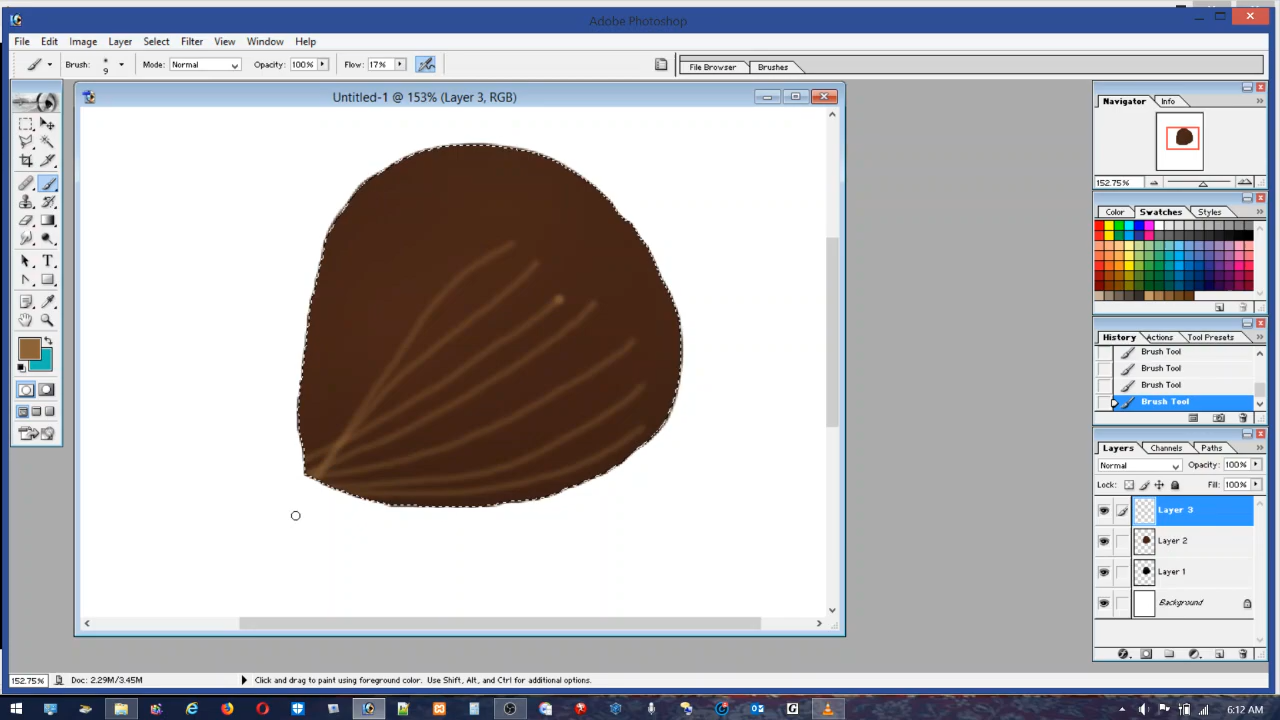 Adobe Photoshop
File Edit Image Layer Select Filter View Window Help
Brush: 9 Mode: Normal Opacity: 100% Flow: 17% File Browser Brushes
Untitled-1 @ 153% (Layer 3, RGB)
Navigator Info
152.75%
Color Swatches Styles
History Actions Tool Presets
Brush Tool
Brush Tool
Brush Tool
Brush Tool
Layers Channels Paths
Normal Opacity: 100%
Lock: Fill: 100%
Layer 3
Layer 2
Layer 1
Background
152.75% Doc: 2.29M/3.45M Click and drag to paint using foreground color. Use Shift, Alt, and Ctrl for additional options.
6:12 AM